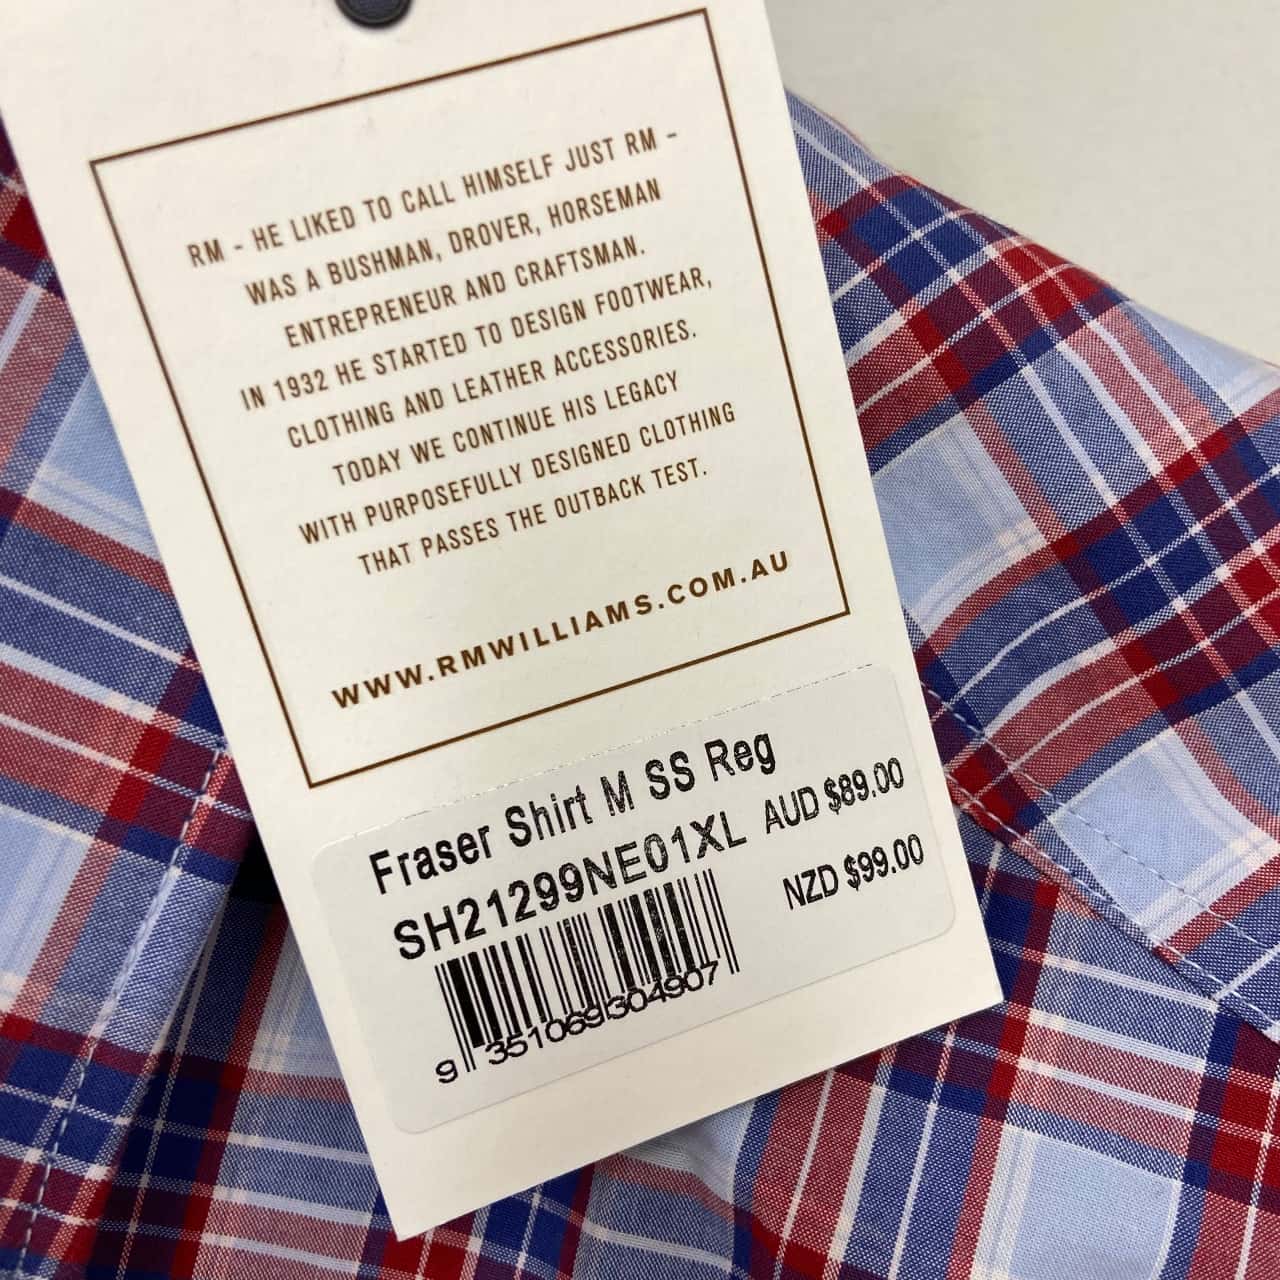 RM - HE LIKED TO CALL HIMSELF JUST RM -
WAS A BUSHMAN, DROVER, HORSEMAN
ENTREPRENEUR AND CRAFTSMAN.
IN 1932 HE STARTED TO DESIGN FOOTWEAR,
CLOTHING AND LEATHER ACCESSORIES.
TODAY WE CONTINUE HIS LEGACY
WITH PURPOSEFULLY DESIGNED CLOTHING
THAT PASSES THE OUTBACK TEST.
WWW.RMWILLIAMS.COM.AU
Fraser Shirt M SS Reg
SH21299NE01XL AUD $89.00
NZD $99.00
9 351069 304907